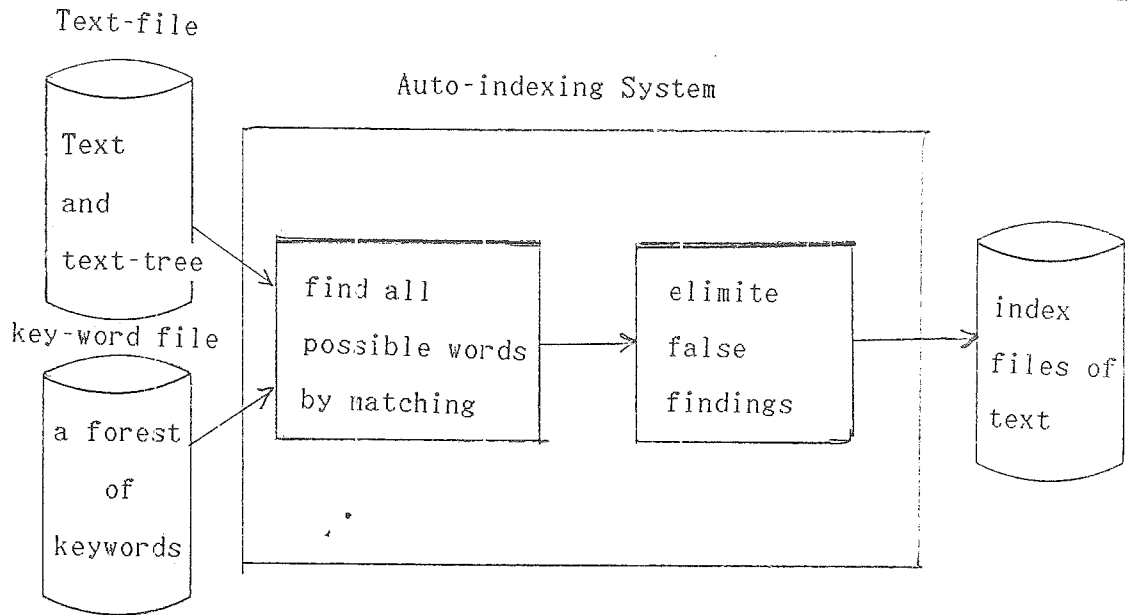 Text-file
Text
and
text-tree
key-word file
a forest
of
keywords
Auto-indexing System
find all
possible words
by matching
elimite
false
findings
index
files of
text